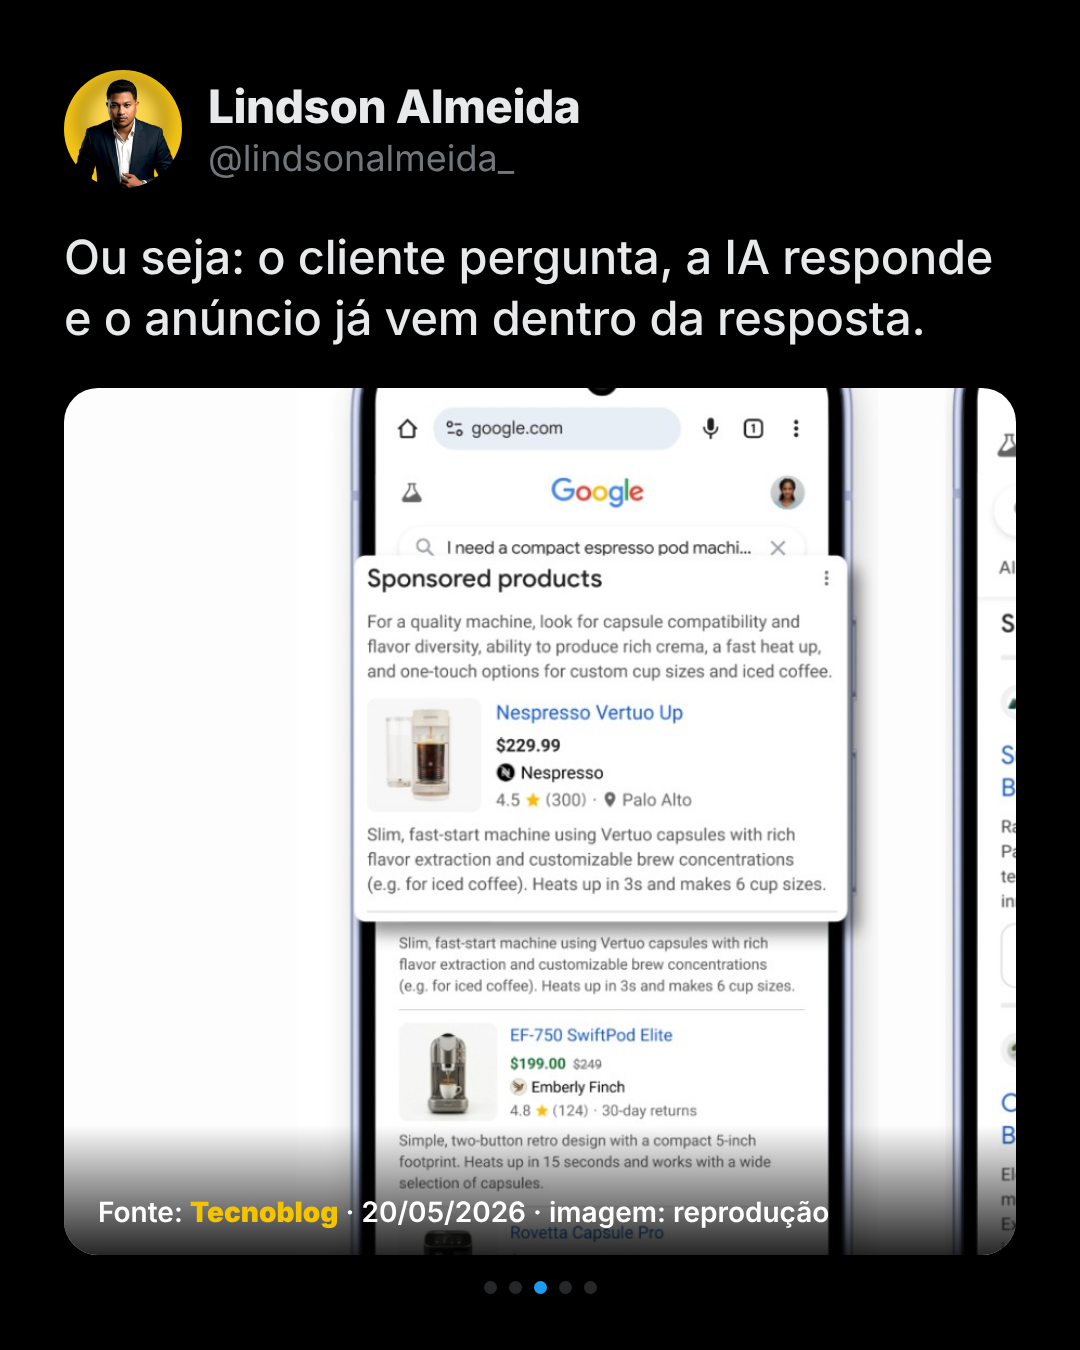 Lindson Almeida
@lindsonalmeida_
Ou seja: o cliente pergunta, a IA responde
e o anúncio já vem dentro da resposta.
google.com
1
Google
I need a compact espresso pod machi...
Sponsored products
For a quality machine, look for capsule compatibility and
flavor diversity, ability to produce rich crema, a fast heat up,
and one-touch options for custom cup sizes and iced coffee.
Nespresso Vertuo Up
$229.99
Nespresso
4.5 ★ (300) · Palo Alto
Slim, fast-start machine using Vertuo capsules with rich
flavor extraction and customizable brew concentrations
(e.g. for iced coffee). Heats up in 3s and makes 6 cup sizes.
Slim, fast-start machine using Vertuo capsules with rich
flavor extraction and customizable brew concentrations
(e.g. for iced coffee). Heats up in 3s and makes 6 cup sizes.
EF-750 SwiftPod Elite
$199.00 $249
Emberly Finch
4.8 ★ (124) · 30-day returns
Simple, two-button retro design with a compact 5-inch
footprint. Heats up in 15 seconds and works with a wide
selection of capsules.
Fonte: Tecnoblog · 20/05/2026 · imagem: reprodução
Rovetta Capsule Pro